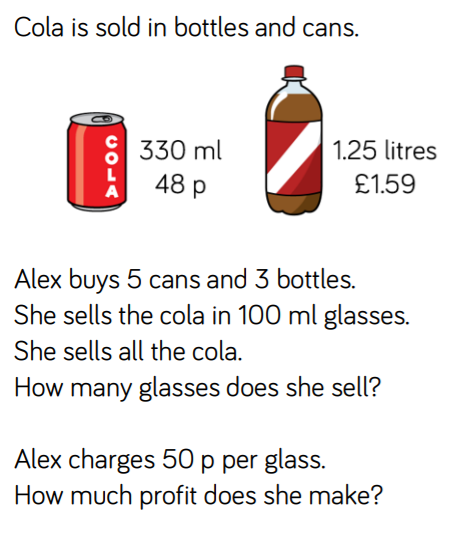 Cola is sold in bottles and cans.
COLA
330 ml
48 p
1.25 litres
£1.59
Alex buys 5 cans and 3 bottles.
She sells the cola in 100 ml glasses.
She sells all the cola.
How many glasses does she sell?
Alex charges 50 p per glass.
How much profit does she make?